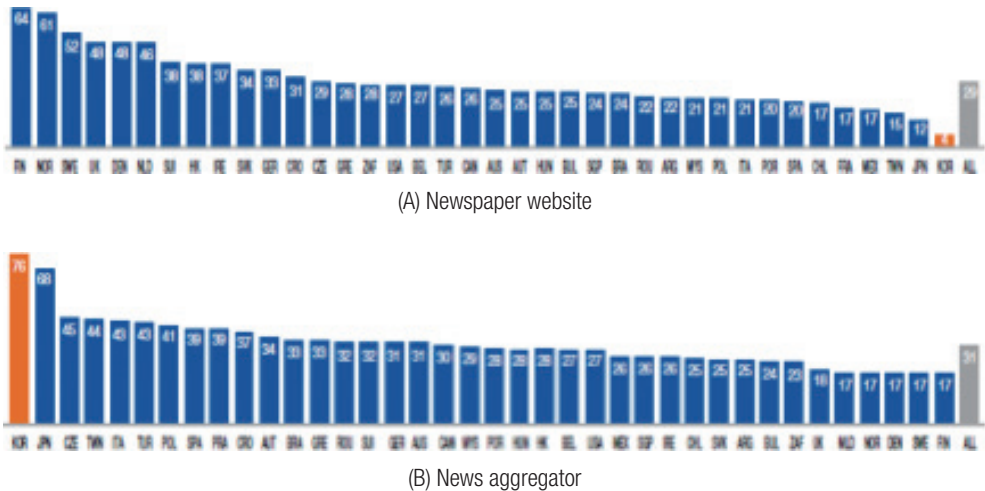 64 61 52 48 48 46 38 38 37 34 33 31 29 28 28 27 27 26 26 25 25 25 25 24 24 22 22 21 21 21 20 20 17 17 17 15 12 4 29
FIN NOR SWE UK DEN NLD SUI HK IRE SVK GER CRO CZE GRE ZAF USA BEL TUR CAN AUS AUT HUN BUL SGP BRA ROU ARG MYS POL ITA POR SPA CHL FRA MEX TWN JPN KOR ALL
(A) Newspaper website
76 68 45 44 43 43 41 39 39 37 34 33 33 32 32 31 31 30 29 28 28 28 27 27 26 26 26 25 25 25 24 23 18 17 17 17 17 17 31
KOR JPN CZE TWN ITA TUR POL SPA FRA CRO AUT BRA GRE ROU SUI GER AUS CAN MYS POR HUN HK BEL USA MEX SGP IRE CHL SVK ARG BUL ZAF UK NLD NOR DEN SWE FIN ALL
(B) News aggregator